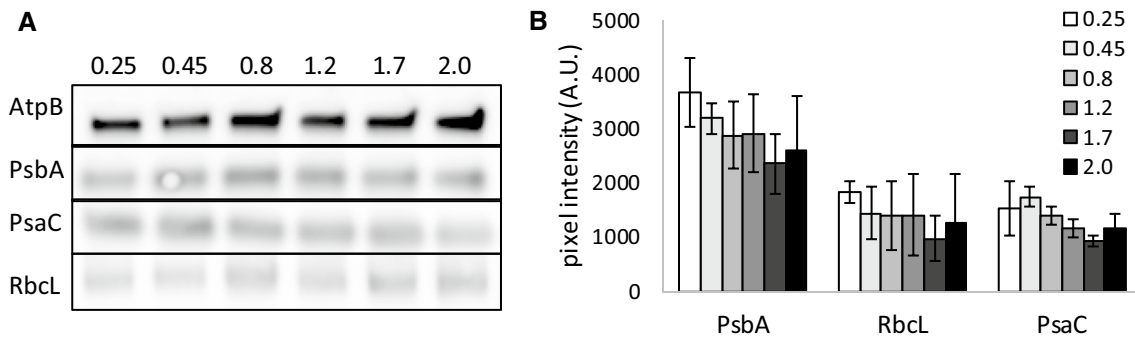 A
0.25 0.45 0.8 1.2 1.7 2.0
AtpB
PsbA
PsaC
RbcL
B
pixel intensity (A.U.)
5000
4000
3000
2000
1000
0
PsbA RbcL PsaC
0.25
0.45
0.8
1.2
1.7
2.0